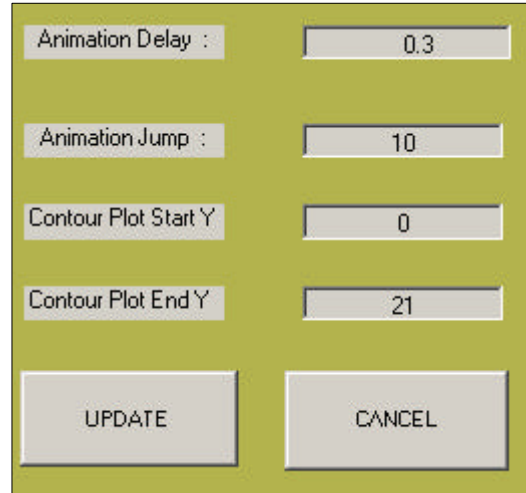 Animation Delay : 0.3
Animation Jump : 10
Contour Plot Start Y 0
Contour Plot End Y 21
UPDATE CANCEL